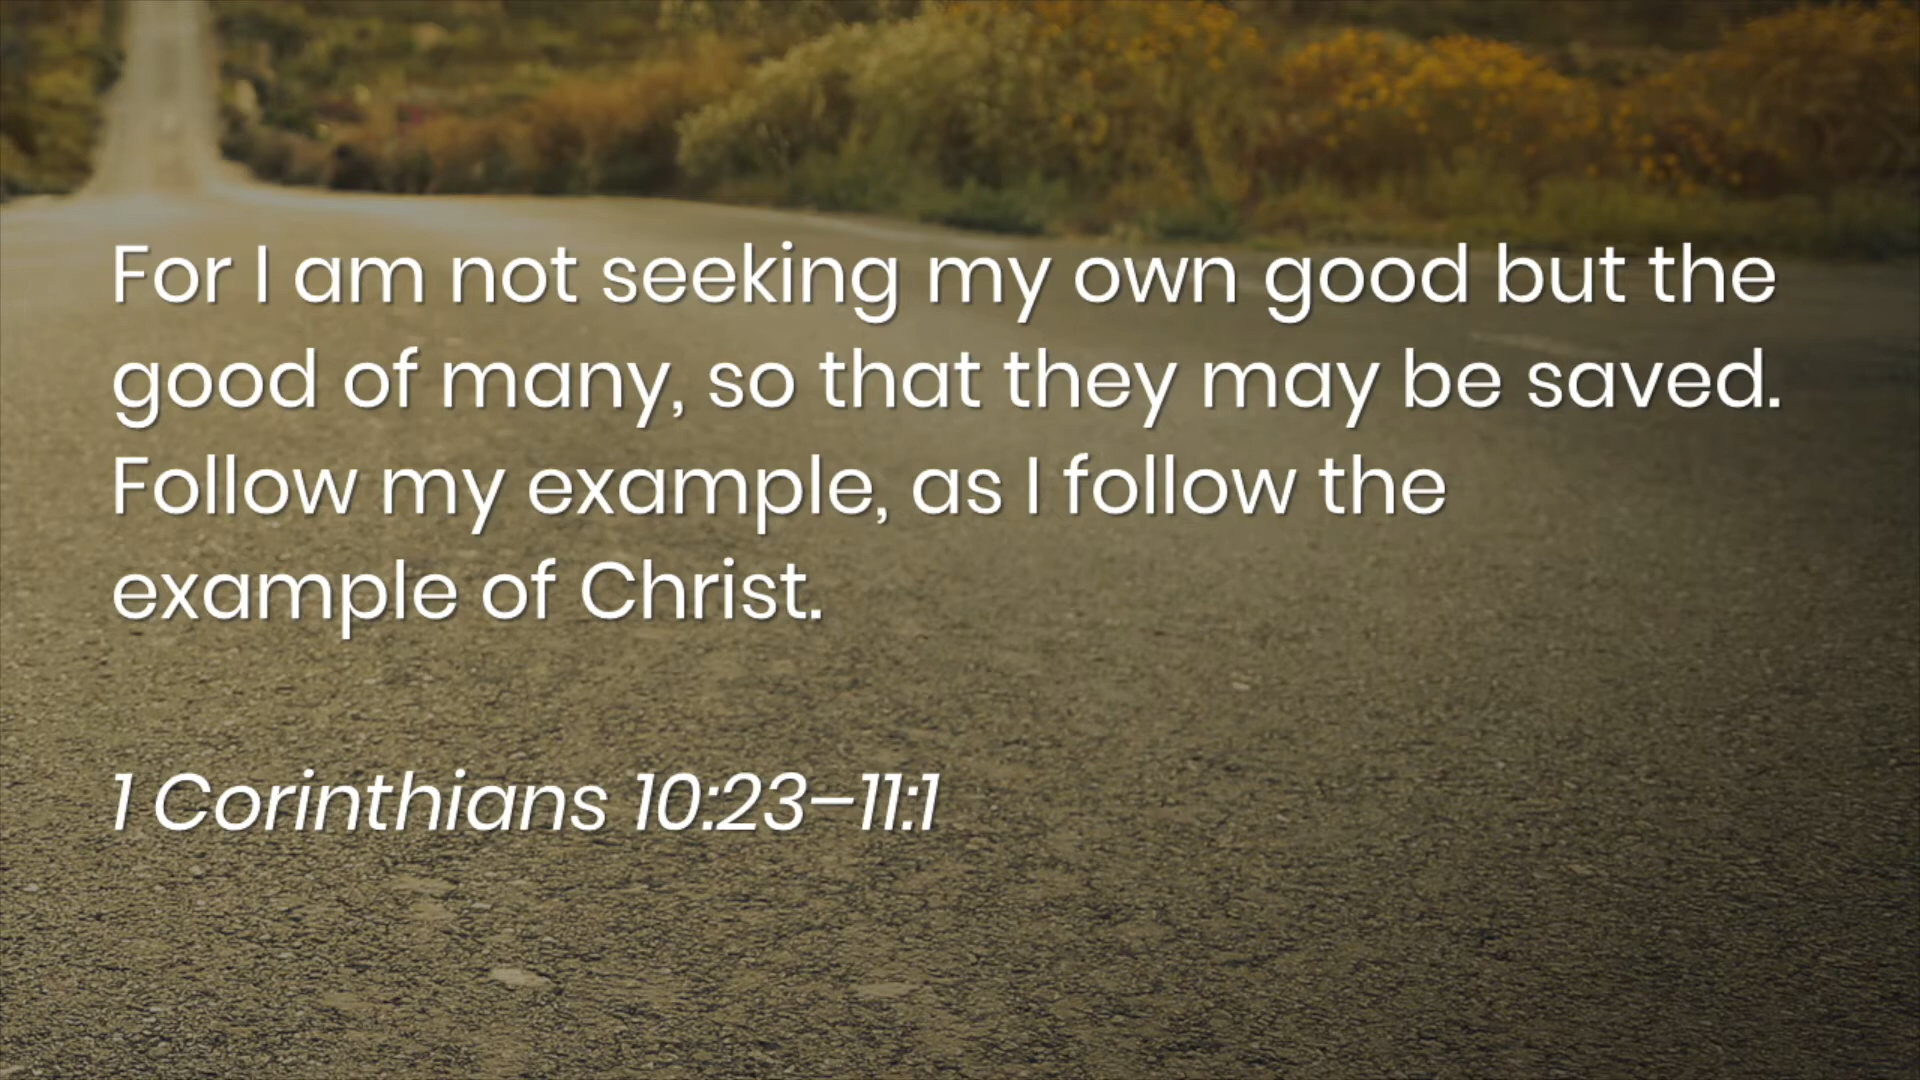 For I am not seeking my own good but the
good of many, so that they may be saved.
Follow my example, as I follow the
example of Christ.
1 Corinthians 10:23–11:1